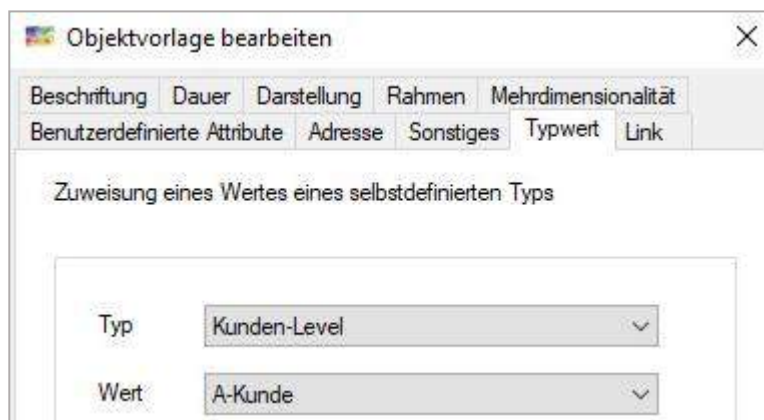 Objektvorlage bearbeiten
Beschriftung Dauer Darstellung Rahmen Mehrdimensionalität
Benutzerdefinierte Attribute Adresse Sonstiges Typwert Link
Zuweisung eines Wertes eines selbstdefinierten Typs
Typ Kunden-Level
Wert A-Kunde